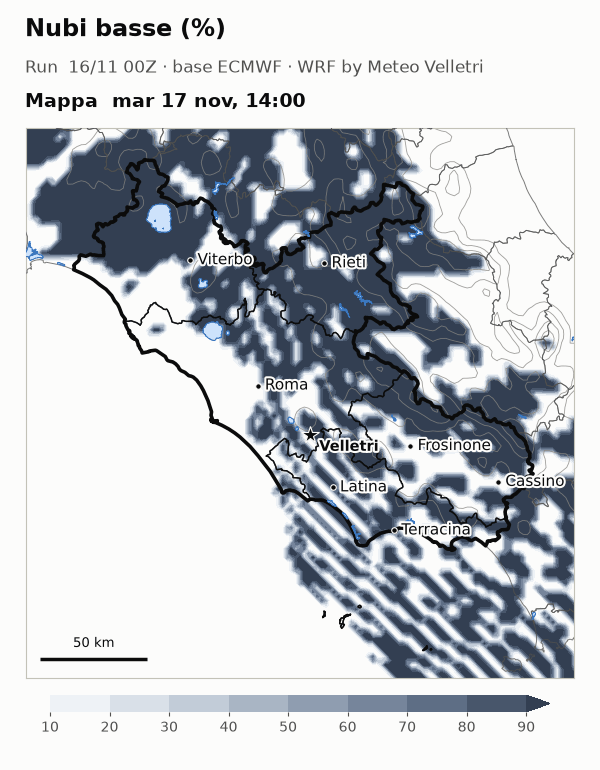 Nubi basse (%)
Run  16/11 00Z · base ECMWF · WRF by Meteo Velletri
Mappa  mar 17 nov, 14:00
Viterbo
Rieti
Roma
Velletri
Frosinone
Cassino
Latina
Terracina
50 km
10 20 30 40 50 60 70 80 90